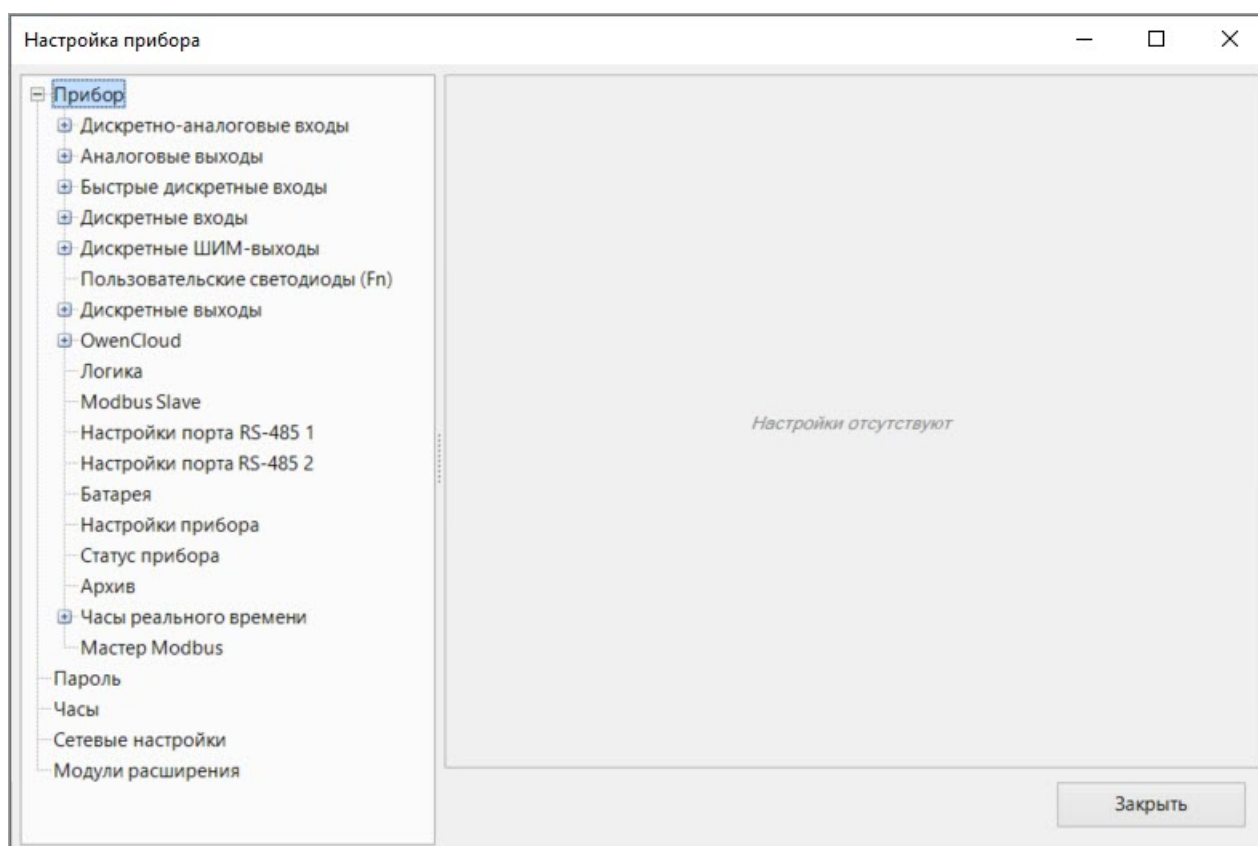 Настройка прибора
Прибор
Дискретно-аналоговые входы
Аналоговые выходы
Быстрые дискретные входы
Дискретные входы
Дискретные ШИМ-выходы
Пользовательские светодиоды (Fn)
Дискретные выходы
OwenCloud
Логика
Modbus Slave
Настройки порта RS-485 1
Настройки порта RS-485 2
Батарея
Настройки прибора
Статус прибора
Архив
Часы реального времени
Мастер Modbus
Пароль
Часы
Сетевые настройки
Модули расширения
Настройки отсутствуют
Закрыть